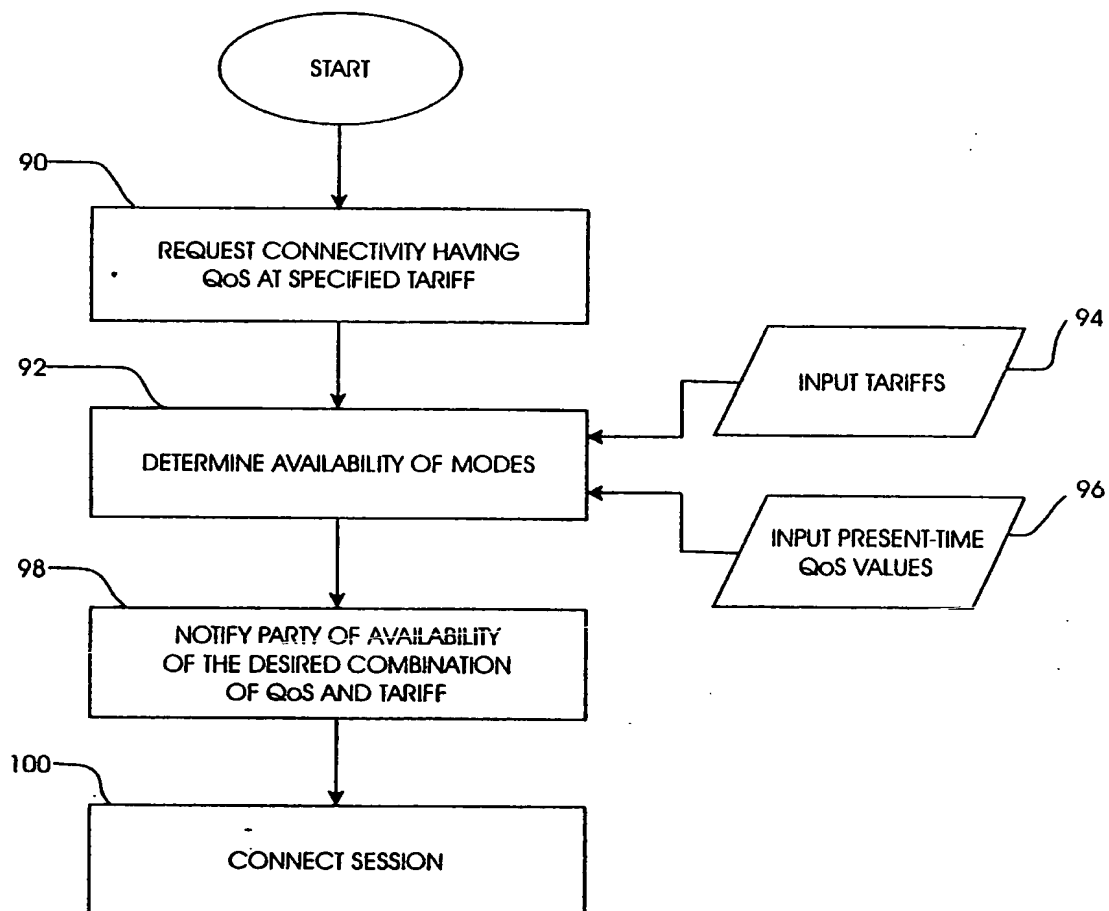 START
90
REQUEST CONNECTIVITY HAVING
QoS AT SPECIFIED TARIFF
94
INPUT TARIFFS
92
DETERMINE AVAILABILITY OF MODES
96
INPUT PRESENT-TIME
QoS VALUES
98
NOTIFY PARTY OF AVAILABILITY
OF THE DESIRED COMBINATION
OF QoS AND TARIFF
100
CONNECT SESSION